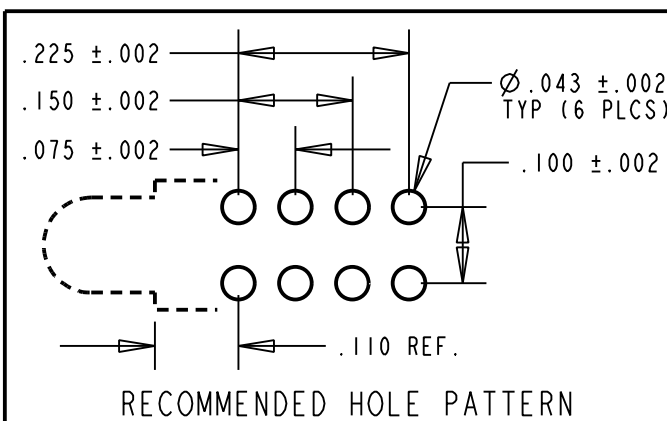 .225 ±.002
.150 ±.002
.075 ±.002
Ø.043 ±.002
TYP (6 PLCS)
.100 ±.002
.110 REF.
RECOMMENDED HOLE PATTERN